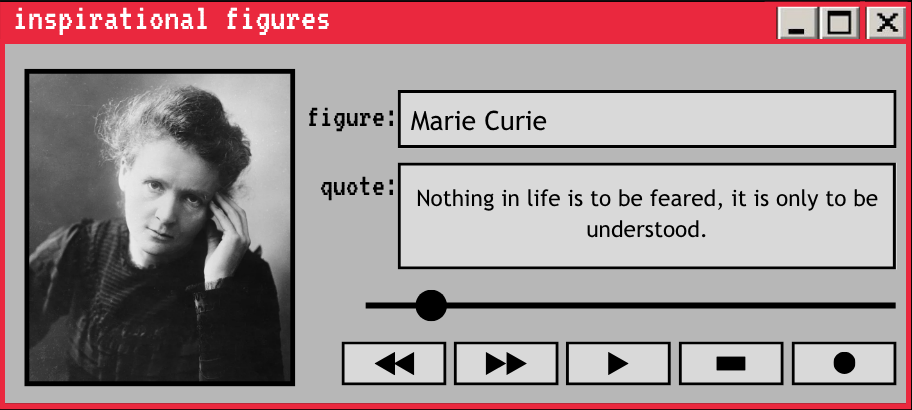 inspirational figures
figure: Marie Curie
quote: Nothing in life is to be feared, it is only to be
understood.